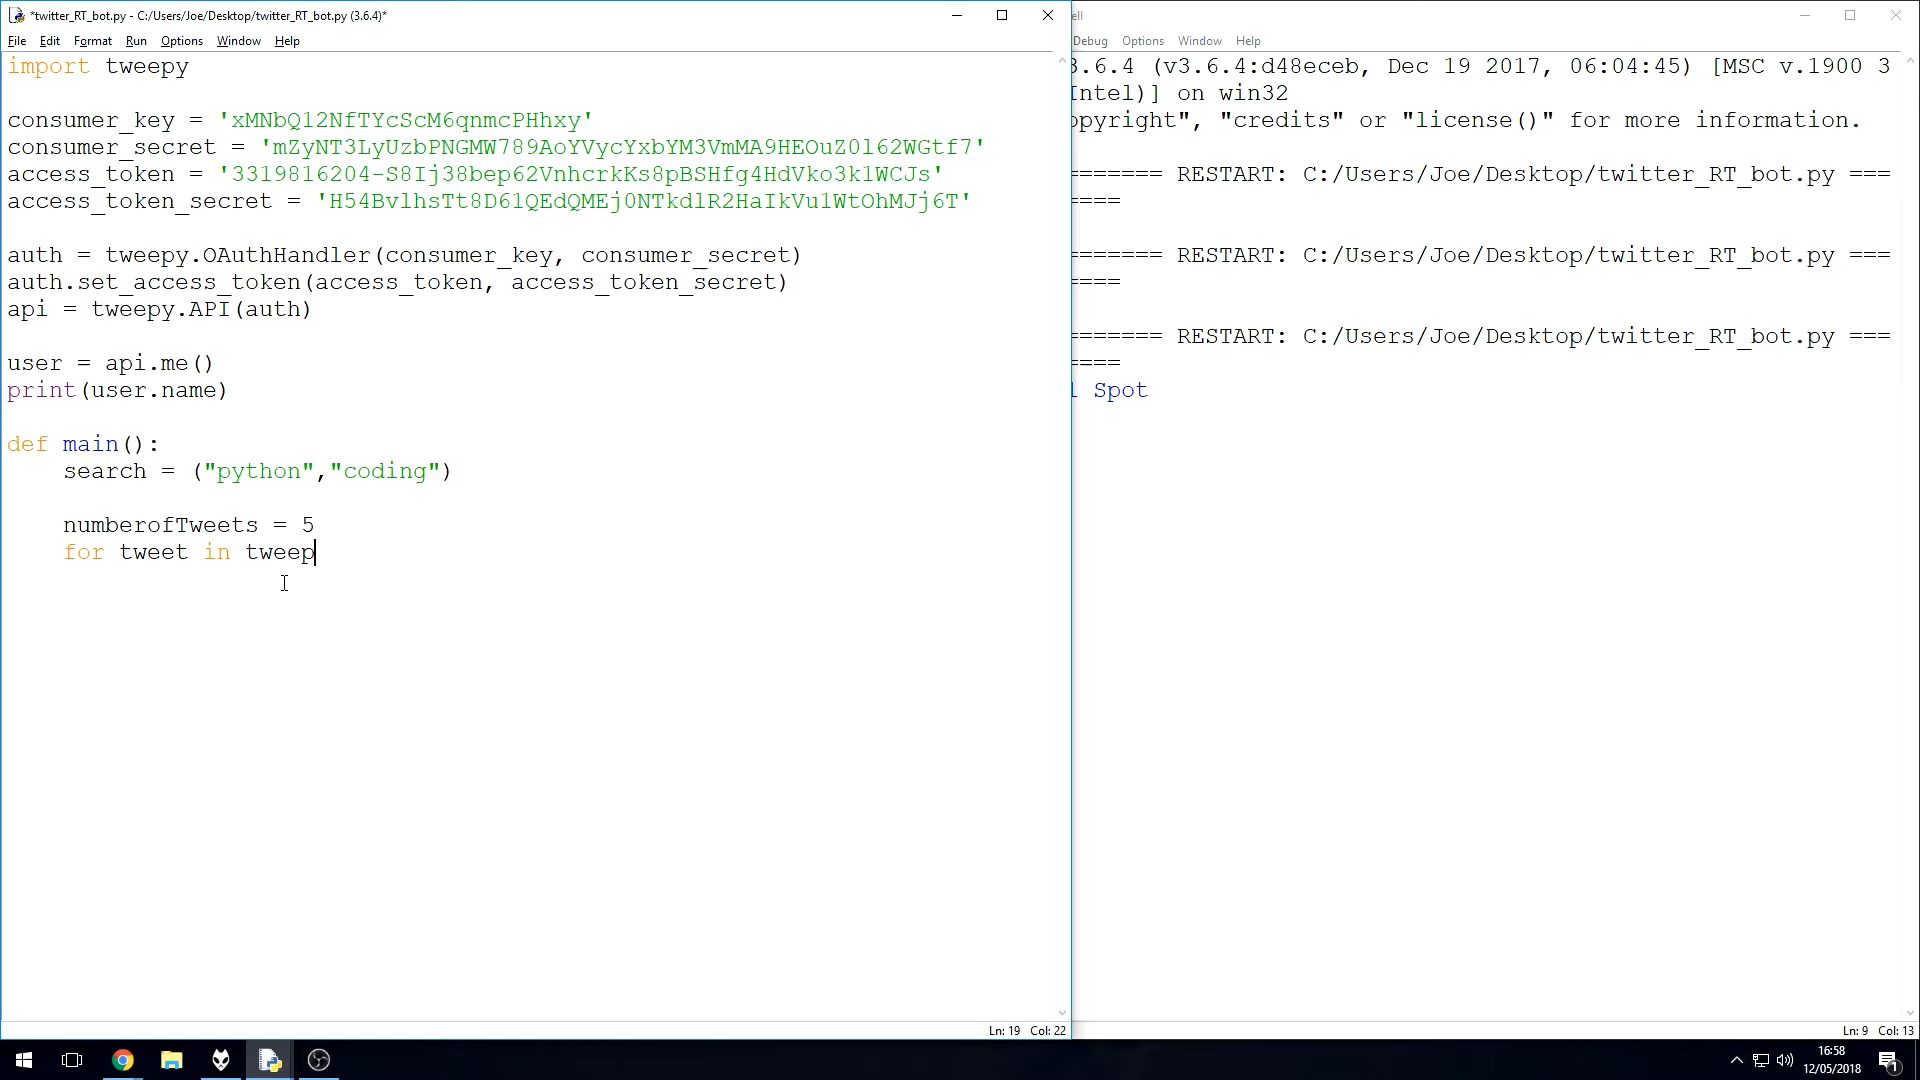 *twitter_RT_bot.py - C:/Users/Joe/Desktop/twitter_RT_bot.py (3.6.4)*
File Edit Format Run Options Window Help
import tweepy
consumer_key = 'xMNbQ12NfTYcScM6qnmcPHhxy'
consumer_secret = 'mZyNT3LyUzbPNGMW789AoYVycYxbYM3VmMA9HEOuZ0l62WGtf7'
access_token = '3319816204-S8Ij38bep62VnhcrkKs8pBSHfg4HdVko3k1WCJs'
access_token_secret = 'H54BvlhsTt8D61QEdQMEj0NTkdlR2HaIkVu1WtOhMJj6T'
auth = tweepy.OAuthHandler(consumer_key, consumer_secret)
auth.set_access_token(access_token, access_token_secret)
api = tweepy.API(auth)
user = api.me()
print(user.name)
def main():
    search = ("python","coding")
    numberofTweets = 5
    for tweet in tweep
Ln: 19 Col: 22
ell
Debug Options Window Help
3.6.4 (v3.6.4:d48eceb, Dec 19 2017, 06:04:45) [MSC v.1900 3
Intel)] on win32
opyright", "credits" or "license()" for more information.
======= RESTART: C:/Users/Joe/Desktop/twitter_RT_bot.py ===
====
======= RESTART: C:/Users/Joe/Desktop/twitter_RT_bot.py ===
====
======= RESTART: C:/Users/Joe/Desktop/twitter_RT_bot.py ===
====
l Spot
Ln: 9 Col: 13
16:58
12/05/2018
1